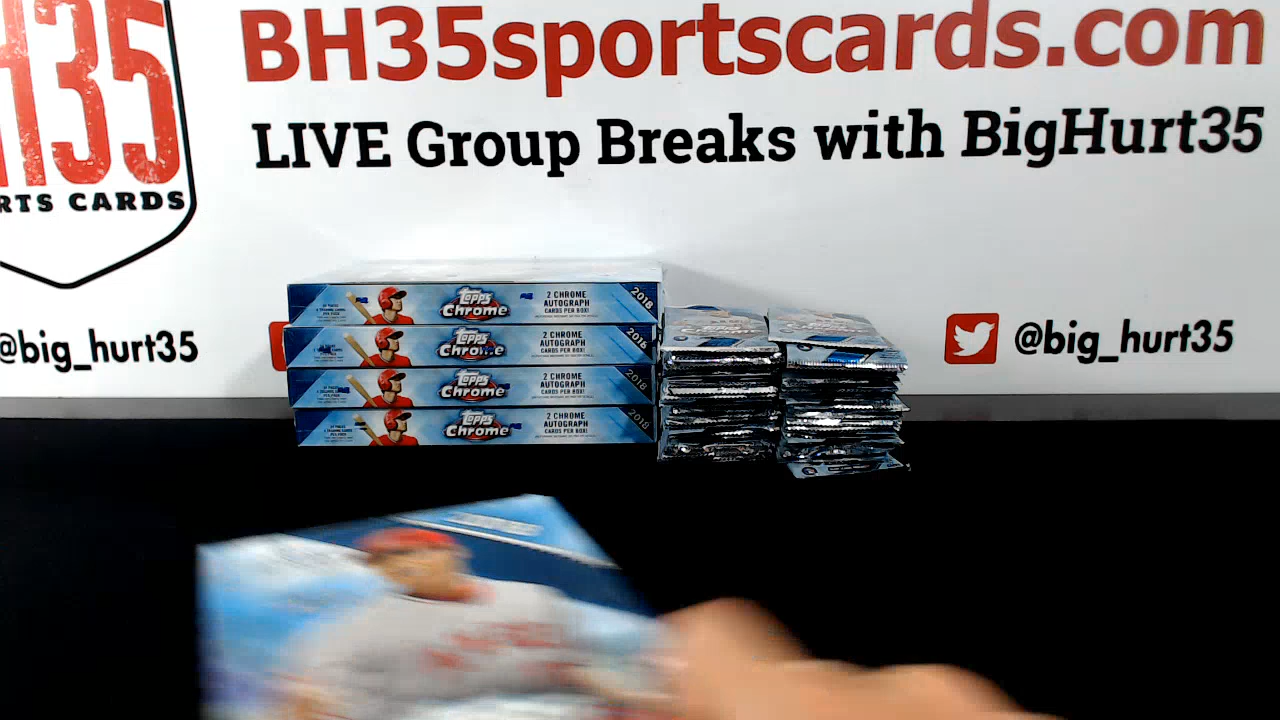 BH35sportscards.com
LIVE Group Breaks with BigHurt35
H35
RTS CARDS
@big_hurt35
@big_hurt35
Topps Chrome
2 CHROME
AUTOGRAPH
CARDS PER BOX!
2018
Topps Chrome
2 CHROME
AUTOGRAPH
CARDS PER BOX!
2018
Topps Chrome
2 CHROME
AUTOGRAPH
CARDS PER BOX!
2018
Topps Chrome
2 CHROME
AUTOGRAPH
CARDS PER BOX!
2018